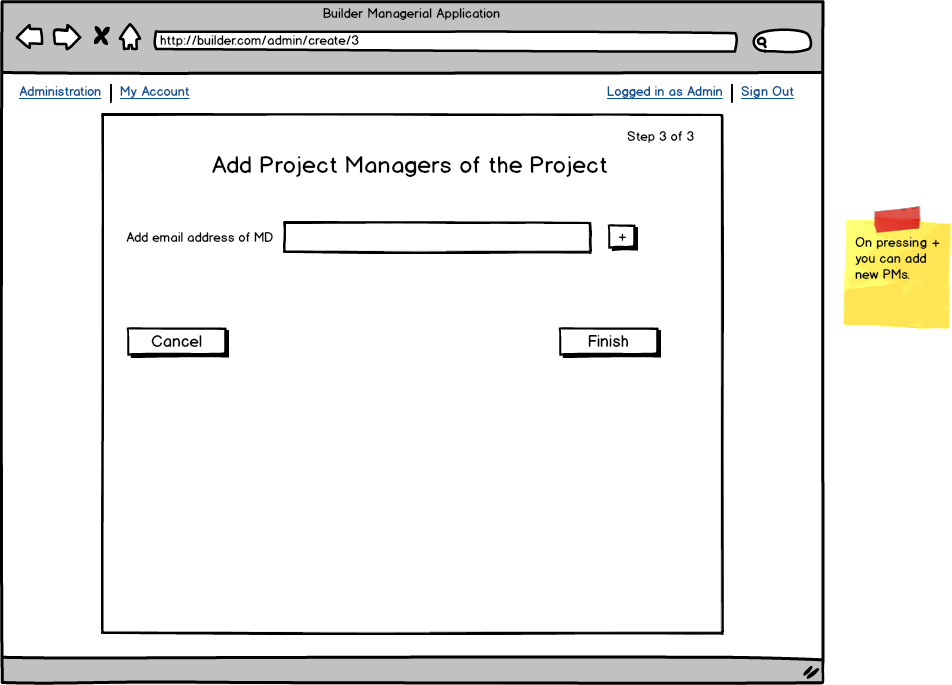 Builder Managerial Application
http://builder.com/admin/create/3
Administration | My Account
Logged in as Admin | Sign Out
Step 3 of 3
Add Project Managers of the Project
Add email address of MD
+
Cancel
Finish
On pressing +
you can add
new PMs.